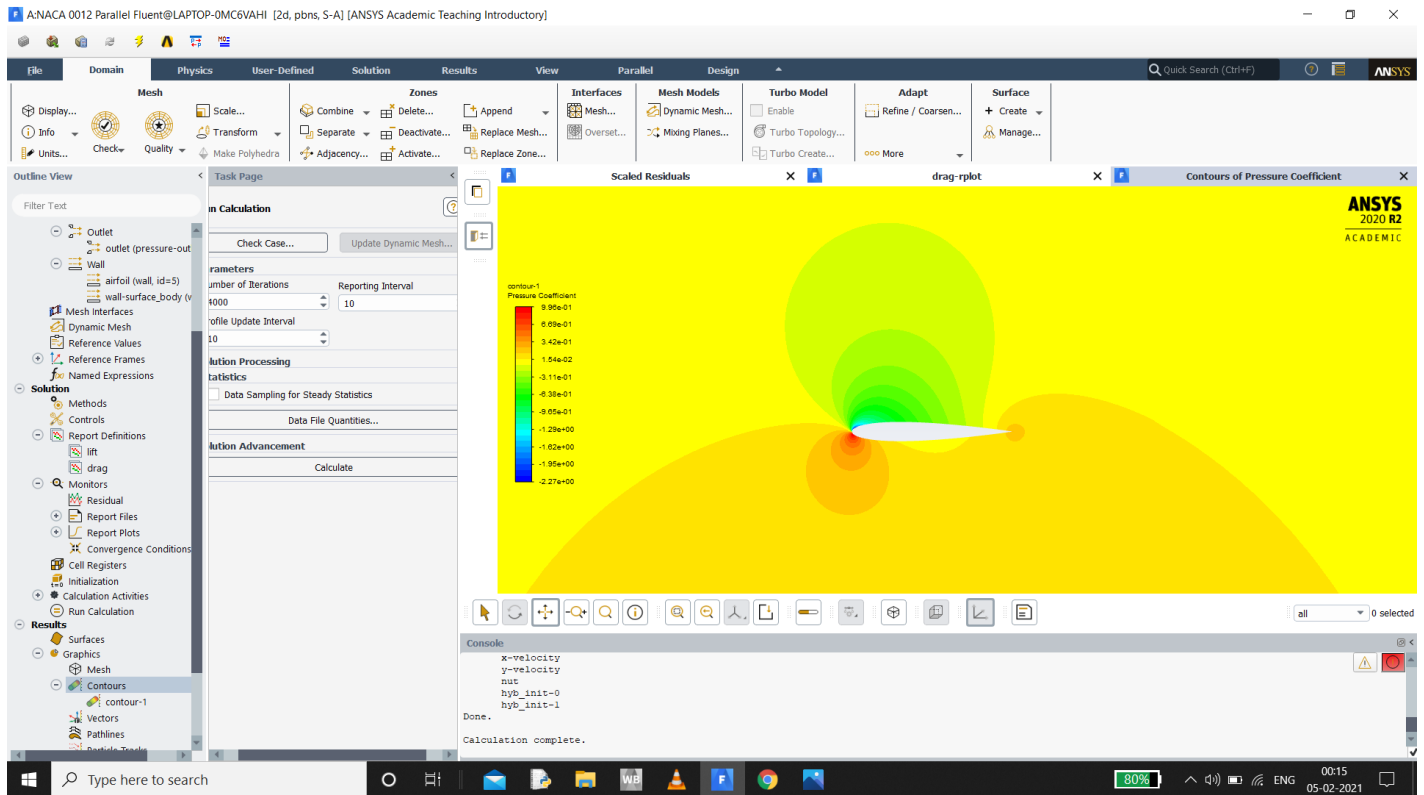 A:NACA 0012 Parallel Fluent@LAPTOP-0MC6VAHI [2d, pbns, S-A] [ANSYS Academic Teaching Introductory]
File Domain Physics User-Defined Solution Results View Parallel Design Quick Search (Ctrl+F) ANSYS
Mesh Zones Interfaces Mesh Models Turbo Model Adapt Surface
Display... Scale... Combine Delete... Append Mesh... Dynamic Mesh... Enable Refine / Coarsen... Create
Info Transform Separate Deactivate... Replace Mesh... Overset... Mixing Planes... Turbo Topology... Manage...
Units... Check Quality Make Polyhedra Adjacency... Activate... Replace Zone... Turbo Create... More
Outline View
Filter Text
Outlet
outlet (pressure-out
Wall
airfoil (wall, id=5)
wall-surface_body (w
Mesh Interfaces
Dynamic Mesh
Reference Values
Reference Frames
Named Expressions
Solution
Methods
Controls
Report Definitions
lift
drag
Monitors
Residual
Report Files
Report Plots
Convergence Conditions
Cell Registers
Initialization
Calculation Activities
Run Calculation
Results
Surfaces
Graphics
Mesh
Contours
contour-1
Vectors
Pathlines
Particle Tracks
Task Page
n Calculation
Check Case... Update Dynamic Mesh...
rameters
umber of Iterations Reporting Interval
4000 10
rofile Update Interval
10
lution Processing
tatistics
Data Sampling for Steady Statistics
Data File Quantities...
lution Advancement
Calculate
Scaled Residuals drag-rplot Contours of Pressure Coefficient
ANSYS
2020 R2
ACADEMIC
contour-1
Pressure Coefficient
9.96e-01
6.69e-01
3.42e-01
1.54e-02
-3.11e-01
-6.38e-01
-9.65e-01
-1.29e+00
-1.62e+00
-1.95e+00
-2.27e+00
all 0 selected
Console
x-velocity
y-velocity
nut
hyb_init-0
hyb_init-1
Done.
Calculation complete.
Type here to search
WB
80%
ENG
00:15
05-02-2021